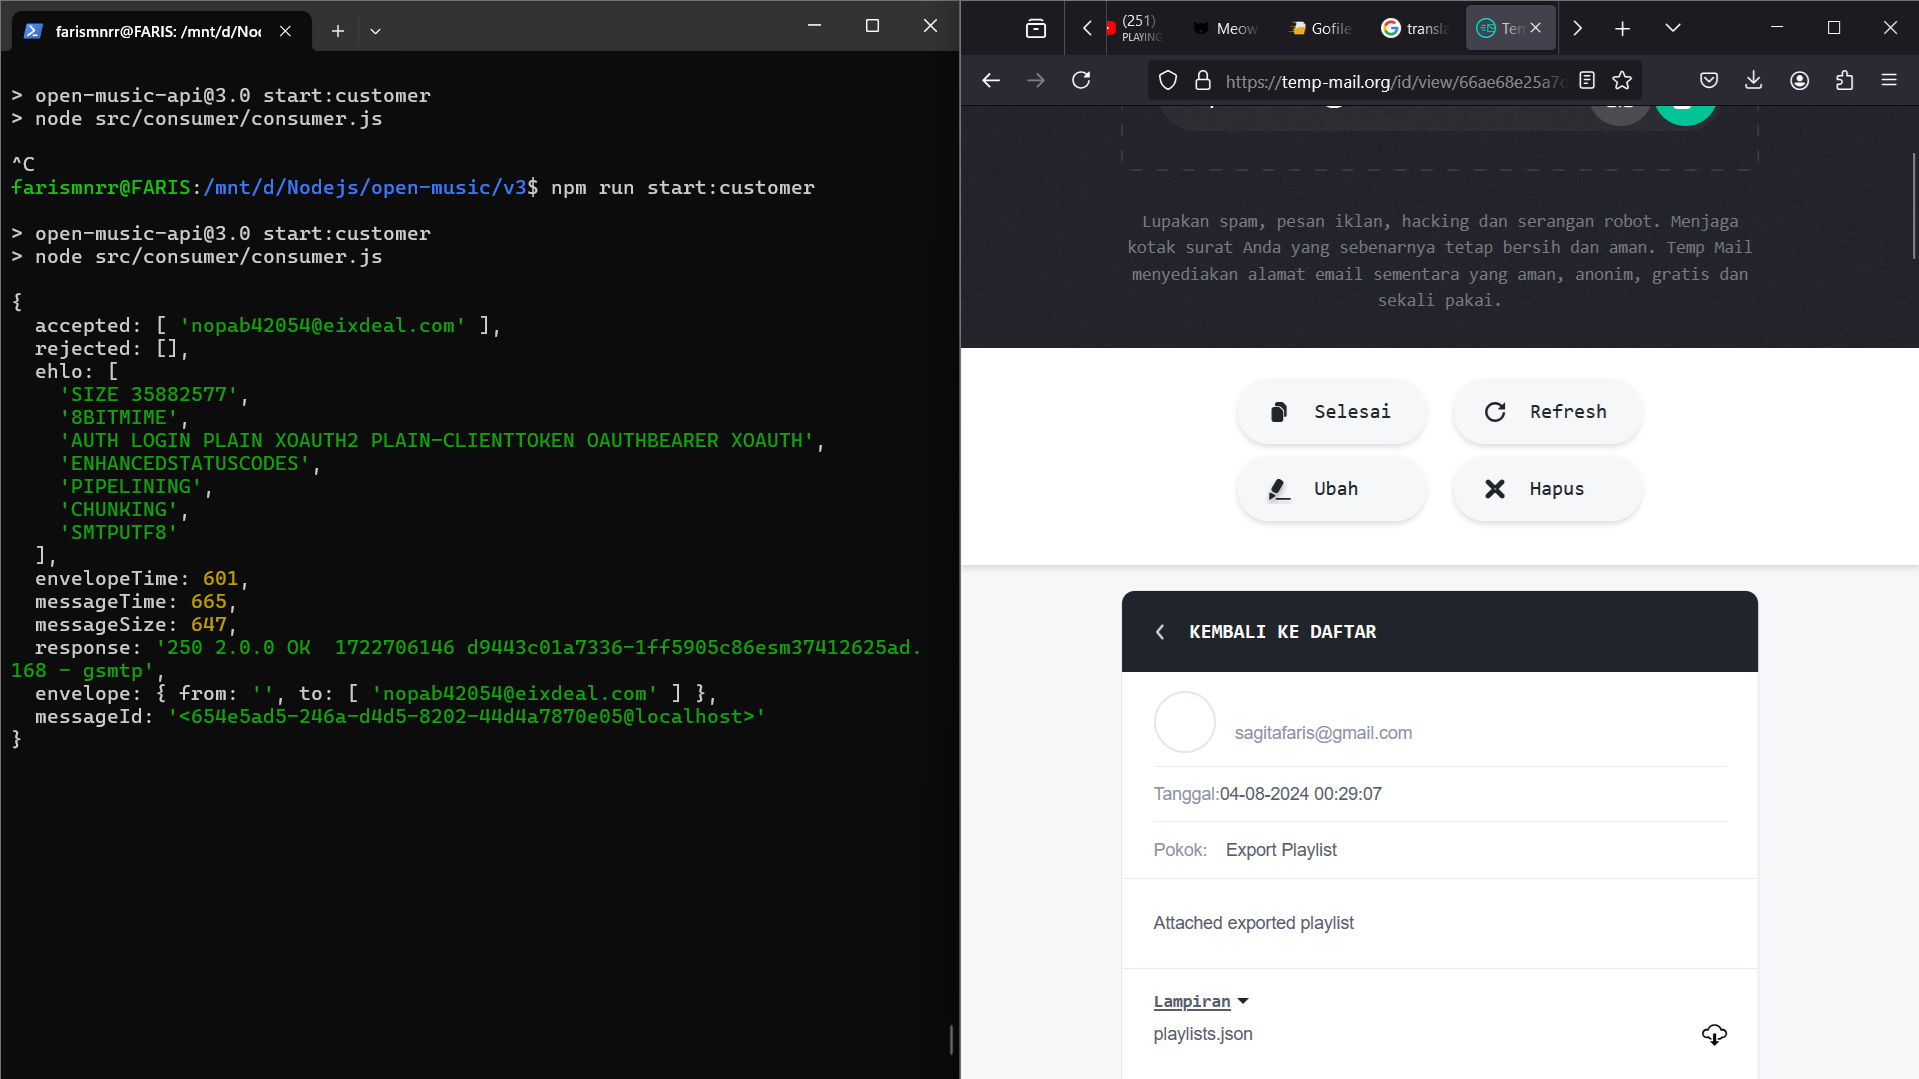 farismnrr@FARIS: /mnt/d/Noc
> open-music-api@3.0 start:customer
> node src/consumer/consumer.js
^C
farismnrr@FARIS:/mnt/d/Nodejs/open-music/v3$ npm run start:customer
> open-music-api@3.0 start:customer
> node src/consumer/consumer.js
{
accepted: [ 'nopab42054@eixdeal.com' ],
rejected: [],
ehlo: [
'SIZE 35882577',
'8BITMIME',
'AUTH LOGIN PLAIN XOAUTH2 PLAIN-CLIENTTOKEN OAUTHBEARER XOAUTH',
'ENHANCEDSTATUSCODES',
'PIPELINING',
'CHUNKING',
'SMTPUTF8'
],
envelopeTime: 601,
messageTime: 665,
messageSize: 647,
response: '250 2.0.0 OK  1722706146 d9443c01a7336-1ff5905c86esm37412625ad.
168 - gsmtp',
envelope: { from: '', to: [ 'nopab42054@eixdeal.com' ] },
messageId: '<654e5ad5-246a-d4d5-8202-44d4a7870e05@localhost>'
}
(251)
PLAYING
Meow
Gofile
transla
Tem
https://temp-mail.org/id/view/66ae68e25a7c
Lupakan spam, pesan iklan, hacking dan serangan robot. Menjaga
kotak surat Anda yang sebenarnya tetap bersih dan aman. Temp Mail
menyediakan alamat email sementara yang aman, anonim, gratis dan
sekali pakai.
Selesai
Refresh
Ubah
Hapus
KEMBALI KE DAFTAR
sagitafaris@gmail.com
Tanggal:04-08-2024 00:29:07
Pokok: Export Playlist
Attached exported playlist
Lampiran
playlists.json